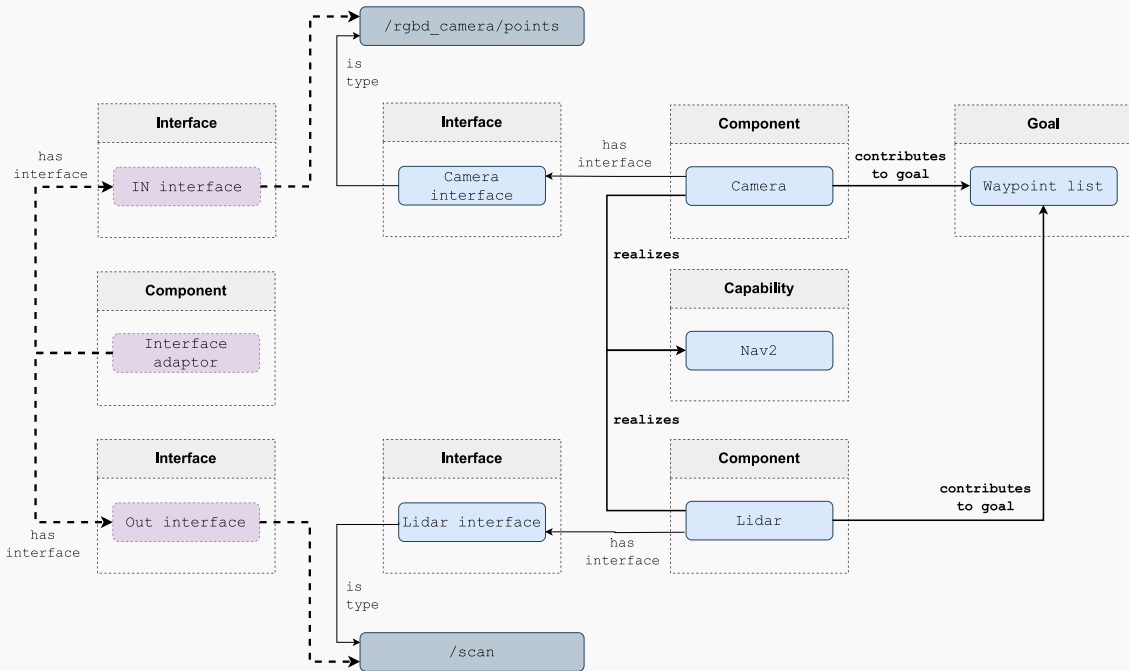 /rgbd_camera/points
is
type
Interface
Interface
Component
Goal
has
interface
has
interface
contributes
to goal
IN interface
Camera
interface
Camera
Waypoint list
realizes
Component
Capability
Interface
adaptor
Nav2
realizes
Interface
Interface
Component
contributes
to goal
Out interface
Lidar interface
Lidar
has
interface
has
interface
is
type
/scan